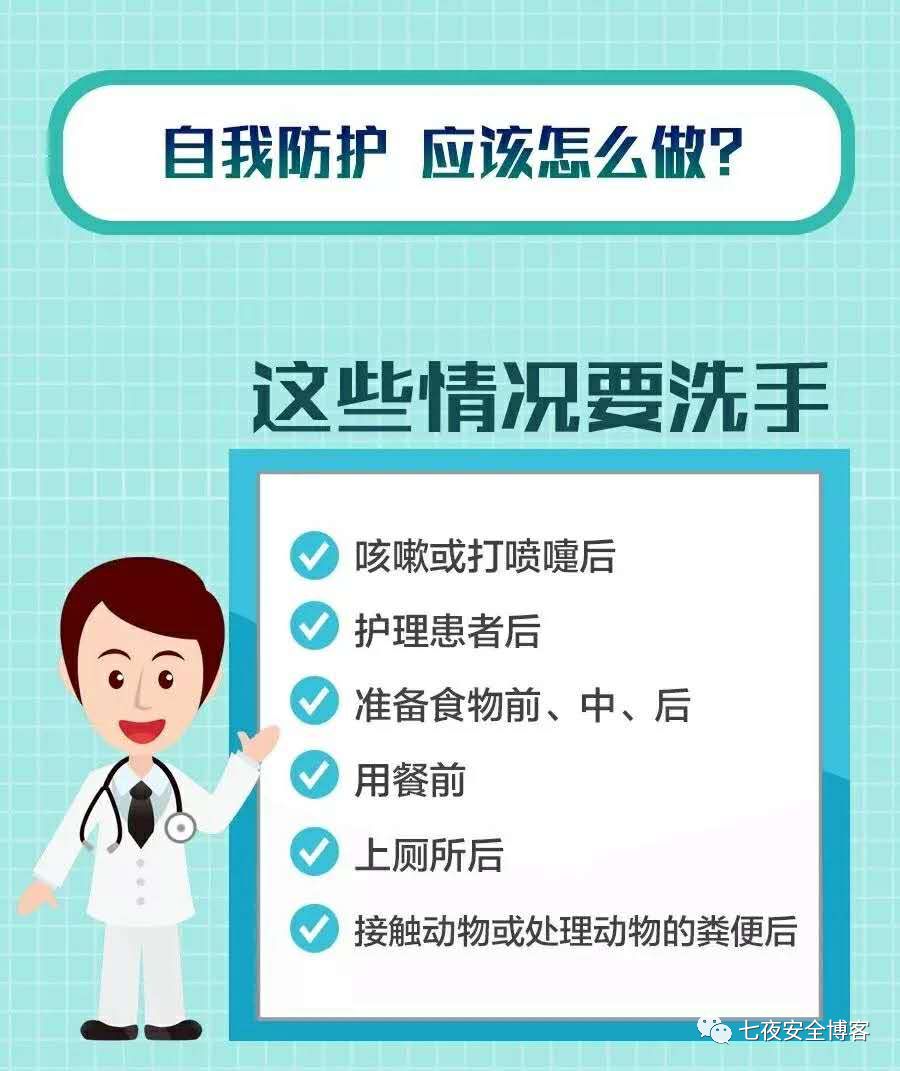 自我防护 应该怎么做?
这些情况要洗手
咳嗽或打喷嚏后
护理患者后
准备食物前、中、后
用餐前
上厕所后
接触动物或处理动物的粪便后
七夜安全博客